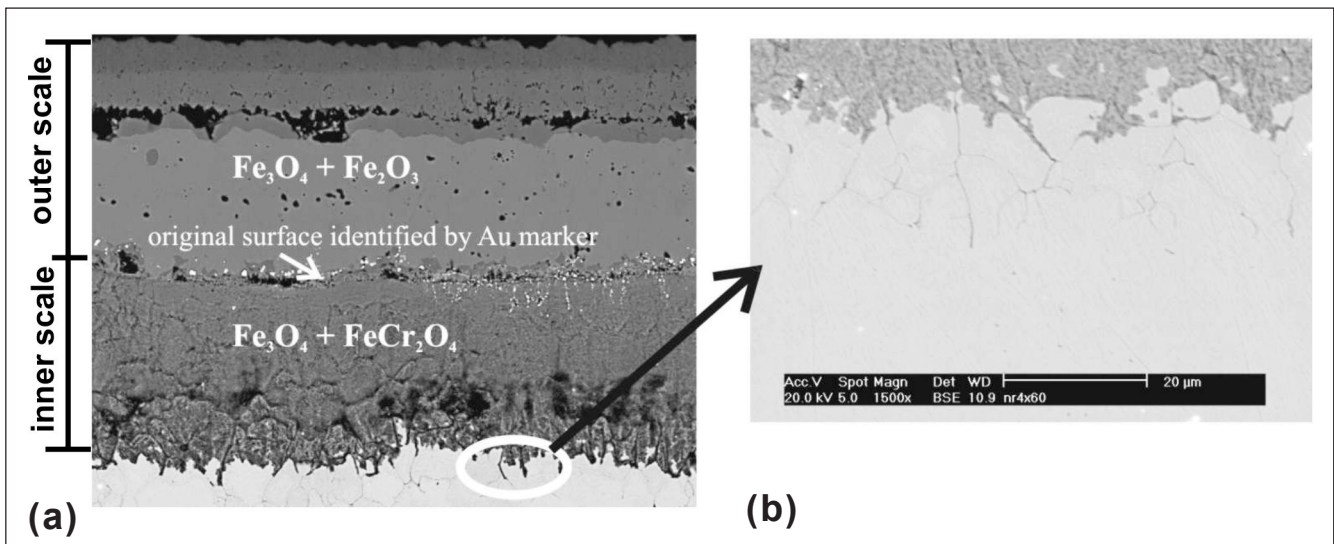 outer scale
inner scale
Fe₃O₄ + Fe₂O₃
original surface identified by Au marker
Fe₃O₄ + FeCr₂O₄
(a)
Acc.V Spot Magn Det WD 20 µm
20.0 kV 5.0 1500x BSE 10.9 nr4x60
(b)